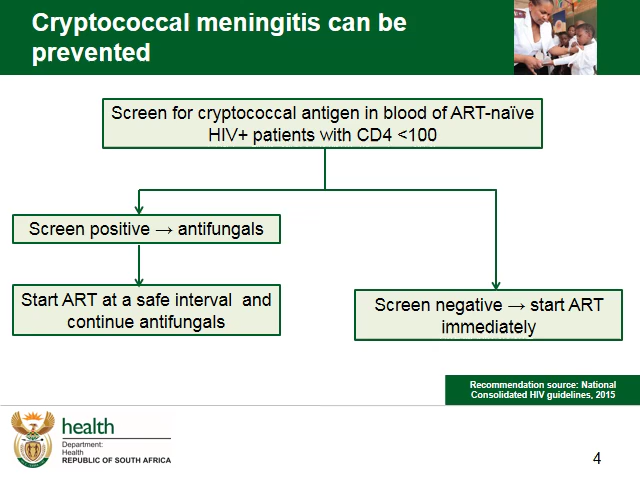 Cryptococcal meningitis can be
prevented
Screen for cryptococcal antigen in blood of ART-naïve
HIV+ patients with CD4 <100
Screen positive → antifungals
Start ART at a safe interval and
continue antifungals
Screen negative → start ART
immediately
Recommendation source: National
Consolidated HIV guidelines, 2015
health
Department:
Health
REPUBLIC OF SOUTH AFRICA
4